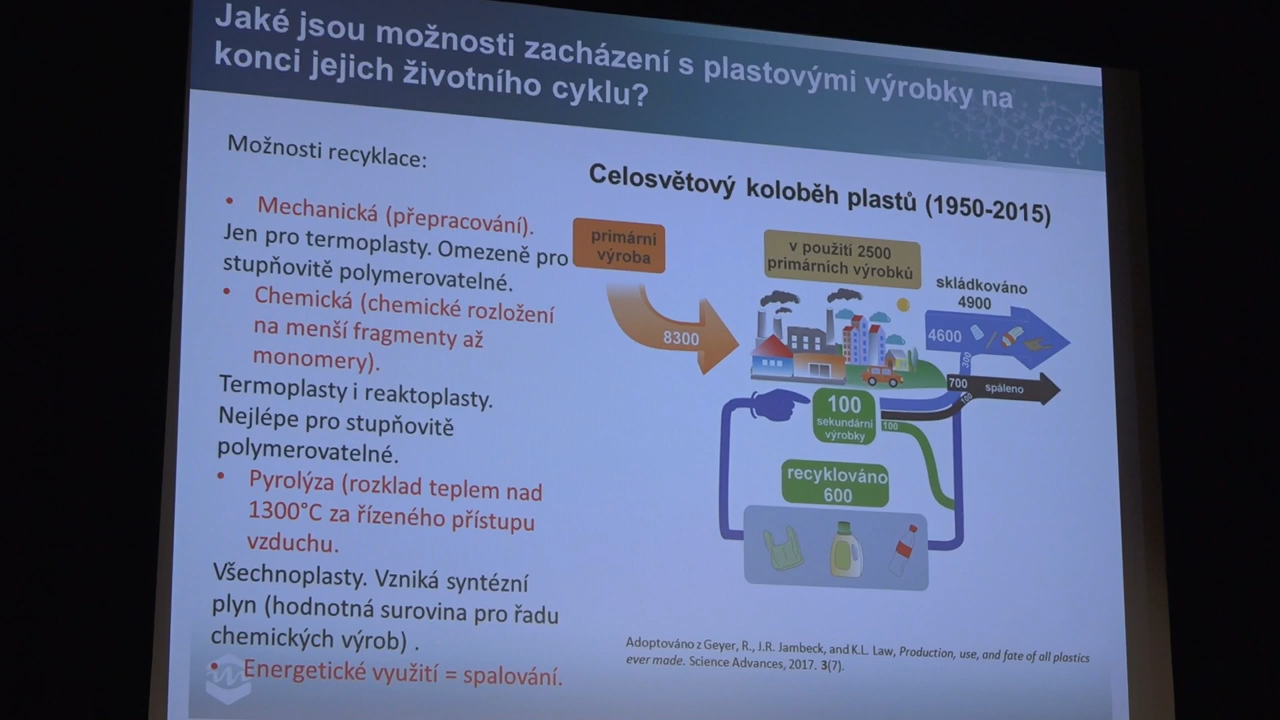 Jaké jsou možnosti zacházení s plastovými výrobky na
konci jejich životního cyklu?
Možnosti recyklace:
• Mechanická (přepracování).
Jen pro termoplasty. Omezeně pro
stupňovitě polymerovatelné.
• Chemická (chemické rozložení
na menší fragmenty až
monomery).
Termoplasty i reaktoplasty.
Nejlépe pro stupňovitě
polymerovatelné.
• Pyrolýza (rozklad teplem nad
1300°C za řízeného přístupu
vzduchu.
Všechnoplasty. Vzniká syntézní
plyn (hodnotná surovina pro řadu
chemických výrob) .
• Energetické využití = spalování.
Celosvětový koloběh plastů (1950-2015)
primární
výroba
8300
v použití 2500
primárních výrobků
skládkováno
4900
4600
300
700
spáleno
100
100
sekundární
výrobky
100
recyklováno
600
Adoptováno z Geyer, R., J.R. Jambeck, and K.L. Law, Production, use, and fate of all plastics
ever made. Science Advances, 2017. 3(7).